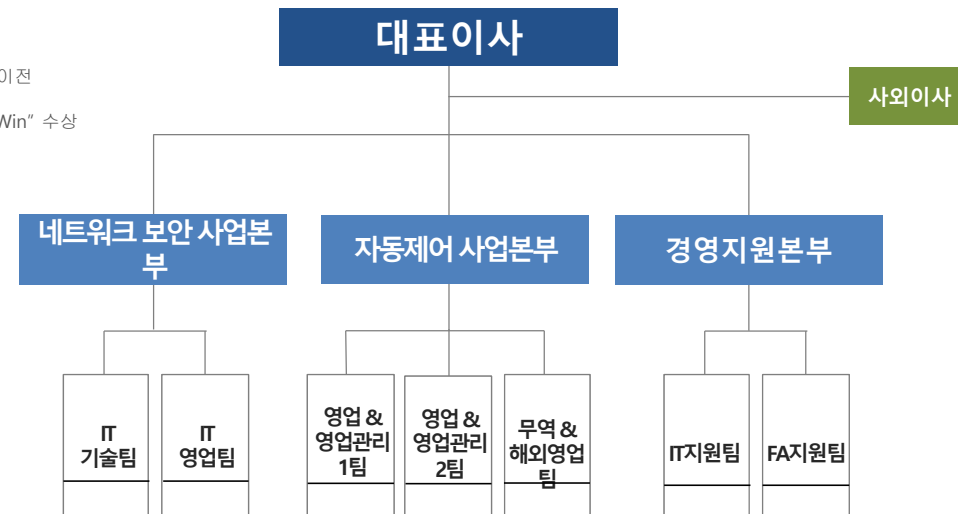 대표이사
이전
사외이사
Win" 수상
네트워크 보안 사업본
부
자동제어 사업본부
경영지원본부
IT
기술팀
IT
영업팀
영업 &
영업관리
1팀
영업 &
영업관리
2팀
무역 &
해외영업
팀
IT지원팀
FA지원팀